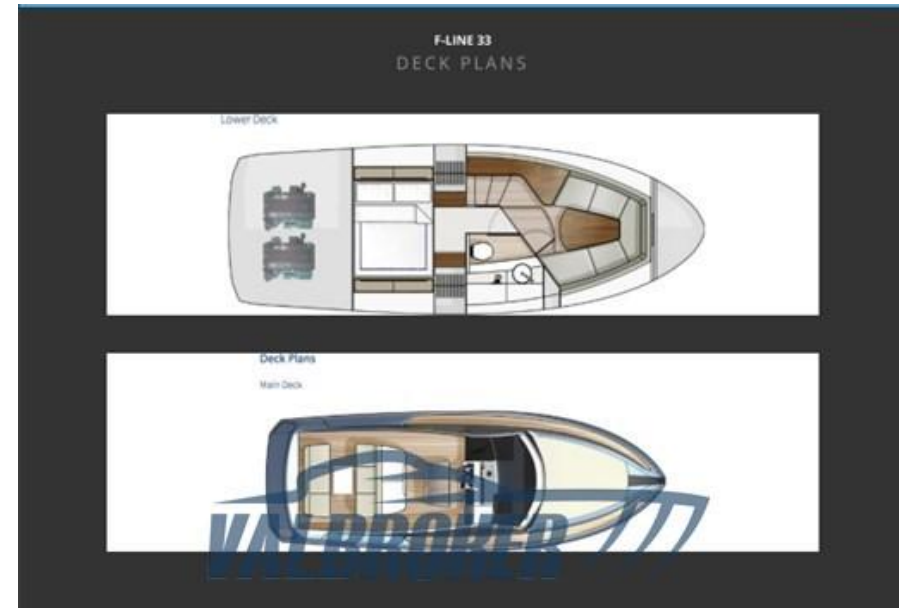 F-LINE 33
DECK PLANS
Lower Deck
Deck Plans
Main Deck
VALBROKER